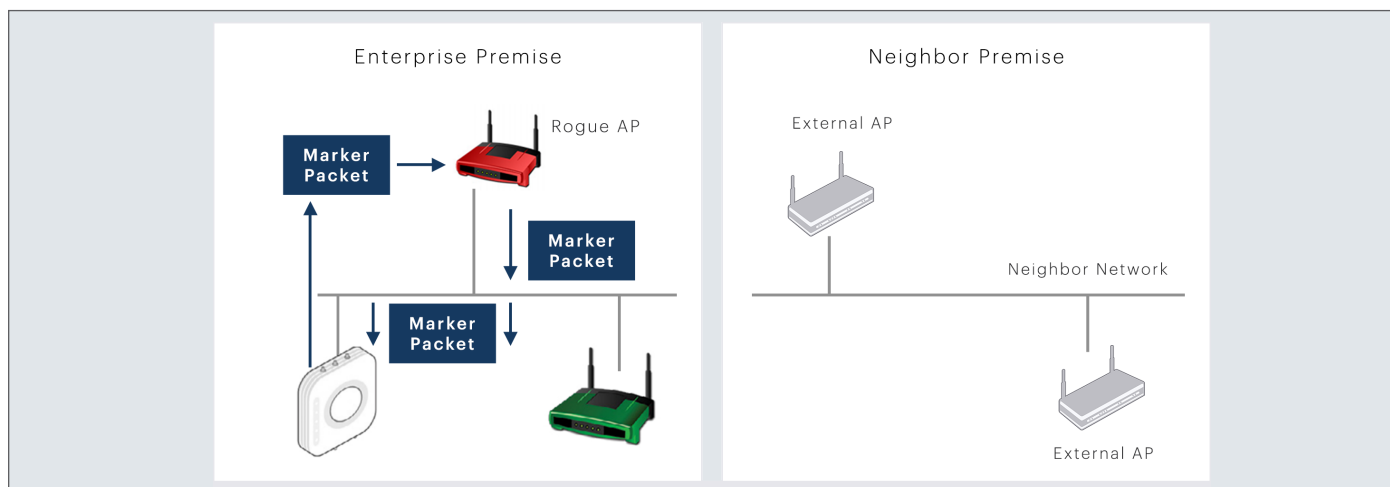 Enterprise Premise
Rogue AP
Marker
Packet
Marker
Packet
Marker
Packet
Neighbor Premise
External AP
Neighbor Network
External AP